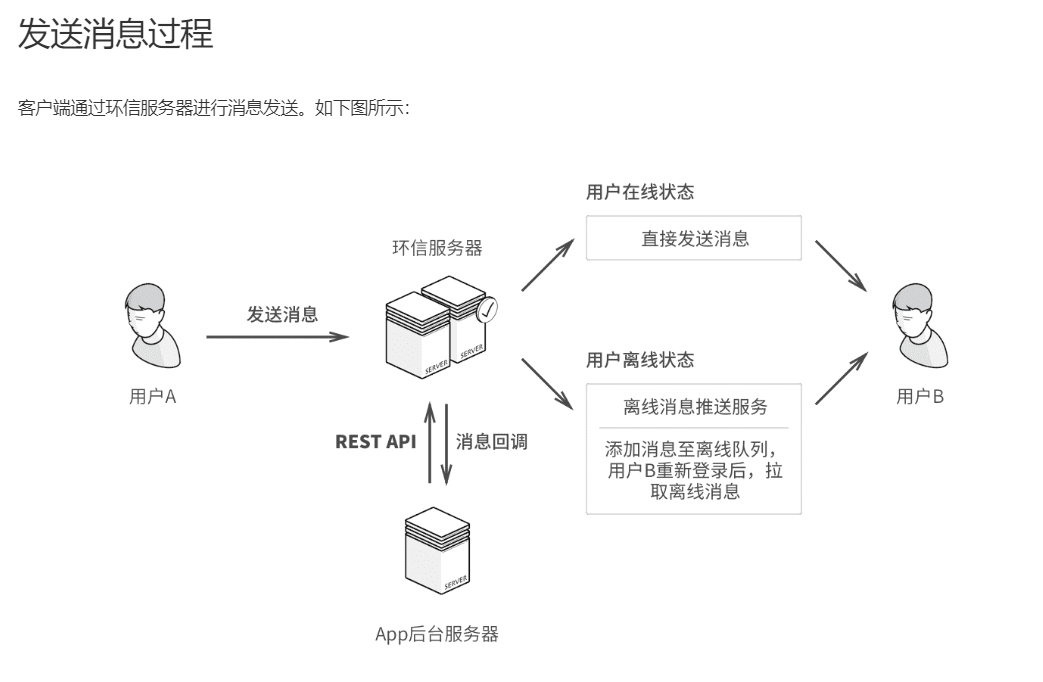 发送消息过程
客户端通过环信服务器进行消息发送。如下图所示：
用户在线状态
直接发送消息
环信服务器
发送消息
SERVER
SERVER
用户A
用户离线状态
离线消息推送服务
添加消息至离线队列，
用户B重新登录后，拉
取离线消息
用户B
REST API
消息回调
SERVER
App后台服务器